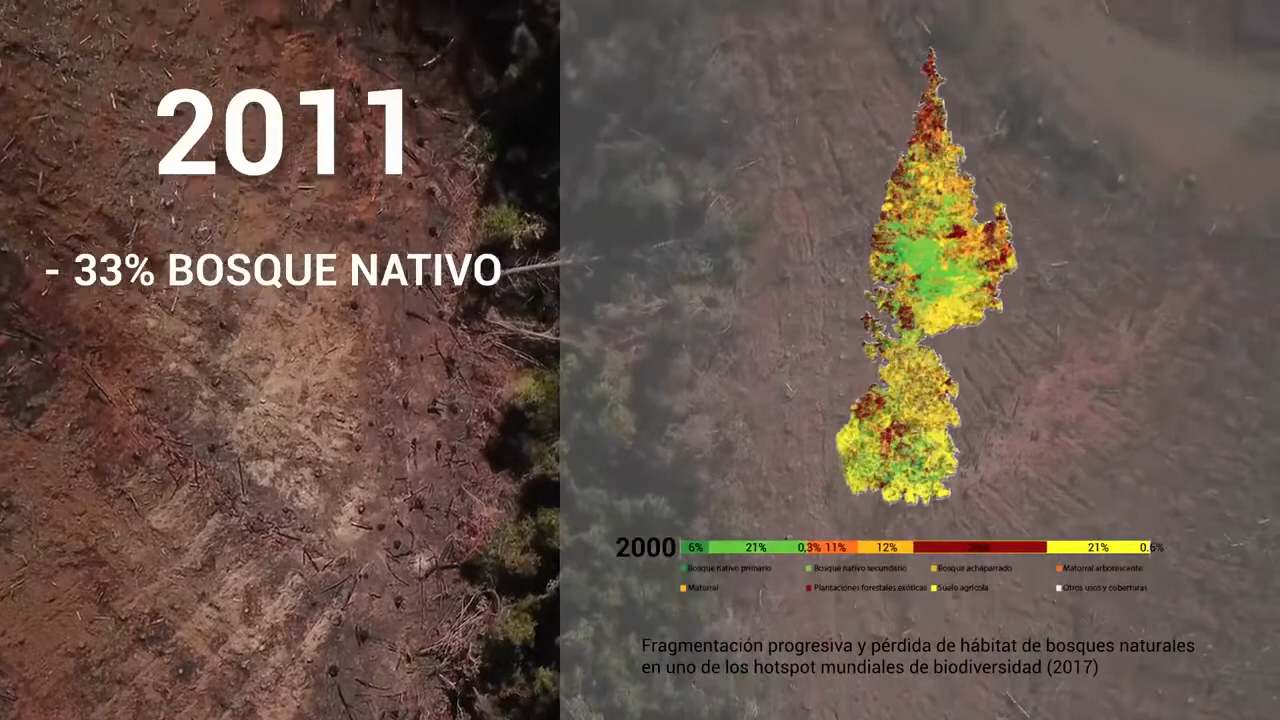 2011
- 33% BOSQUE NATIVO
2000 6% 21% 0,3% 11% 12% 21% 0.6%
Bosque nativo primario Bosque nativo secundario Bosque achaparrado Matorral arborescente
Matorral Plantaciones forestales exóticas Suelo agrícola Otros usos y coberturas
Fragmentación progresiva y pérdida de hábitat de bosques naturales
en uno de los hotspot mundiales de biodiversidad (2017)